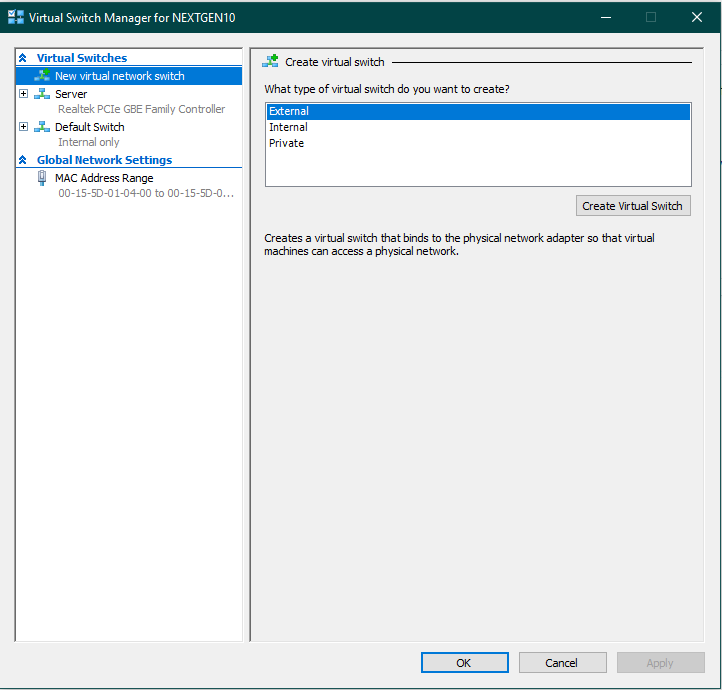 Virtual Switch Manager for NEXTGEN10
Virtual Switches
New virtual network switch
Server
Realtek PCIe GBE Family Controller
Default Switch
Internal only
Global Network Settings
MAC Address Range
00-15-5D-01-04-00 to 00-15-5D-0...
Create virtual switch
What type of virtual switch do you want to create?
External
Internal
Private
Create Virtual Switch
Creates a virtual switch that binds to the physical network adapter so that virtual
machines can access a physical network.
OK
Cancel
Apply